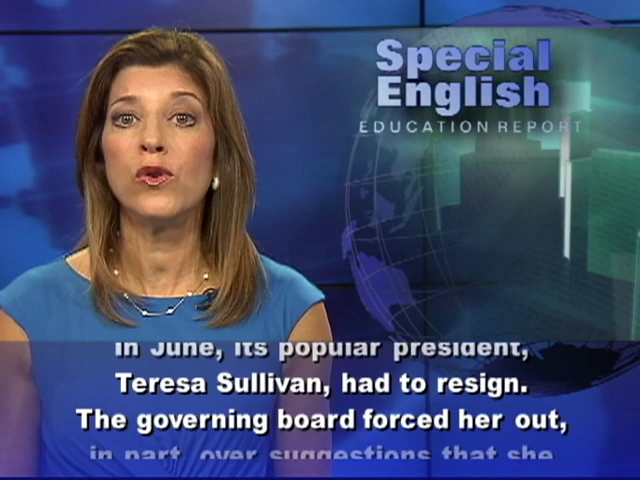 Special
English
EDUCATION REPORT
In June, its popular president,
Teresa Sullivan, had to resign.
The governing board forced her out,
in part, over suggestions that she